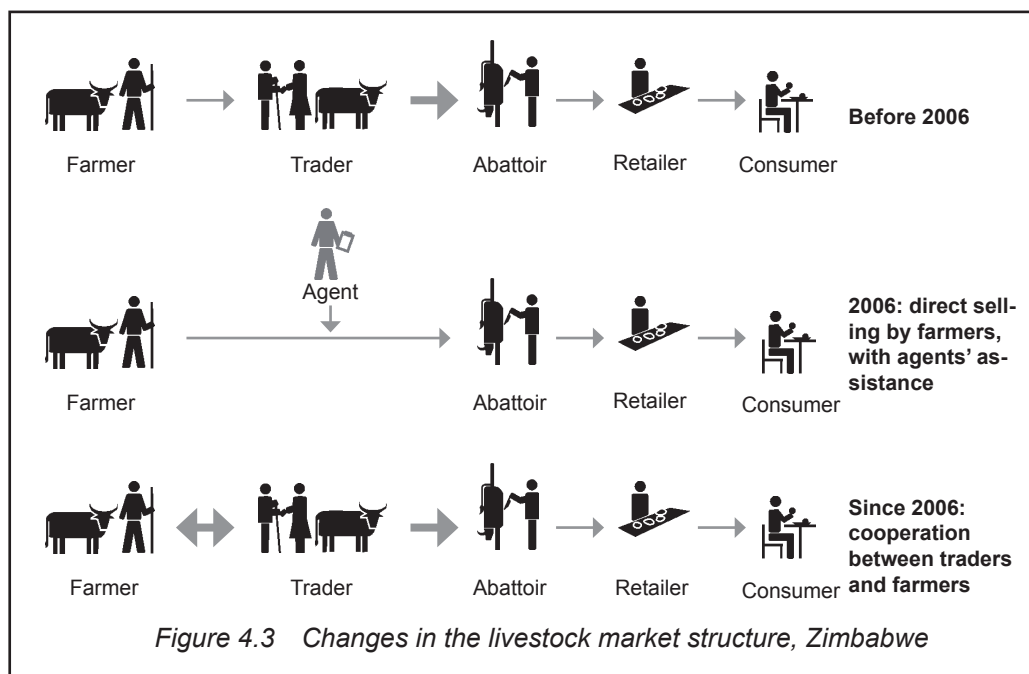 Farmer Trader Abattoir Retailer Consumer
Before 2006
Agent
Farmer Abattoir Retailer Consumer
2006: direct sell-
ing by farmers,
with agents’ as-
sistance
Farmer Trader Abattoir Retailer Consumer
Since 2006:
cooperation
between traders
and farmers
Figure 4.3 Changes in the livestock market structure, Zimbabwe